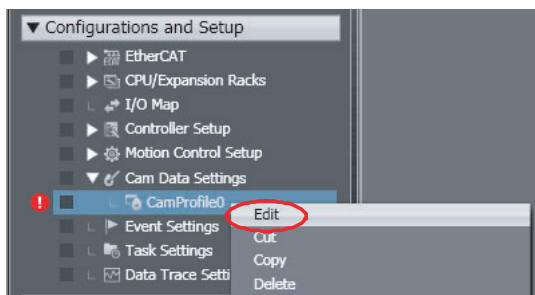 ▼ Configurations and Setup
▶ EtherCAT
▶ CPU/Expansion Racks
I/O Map
▶ Controller Setup
▶ Motion Control Setup
▼ Cam Data Settings
CamProfile0
Edit
Event Settings
Cut
Task Settings
Copy
Data Trace Setti
Delete